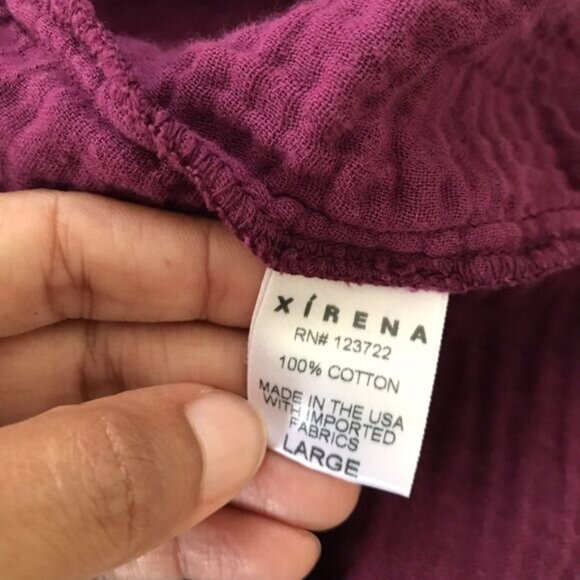 XÍRENA
RN# 123722
100% COTTON
MADE IN THE USA
WITH IMPORTED
FABRICS
LARGE